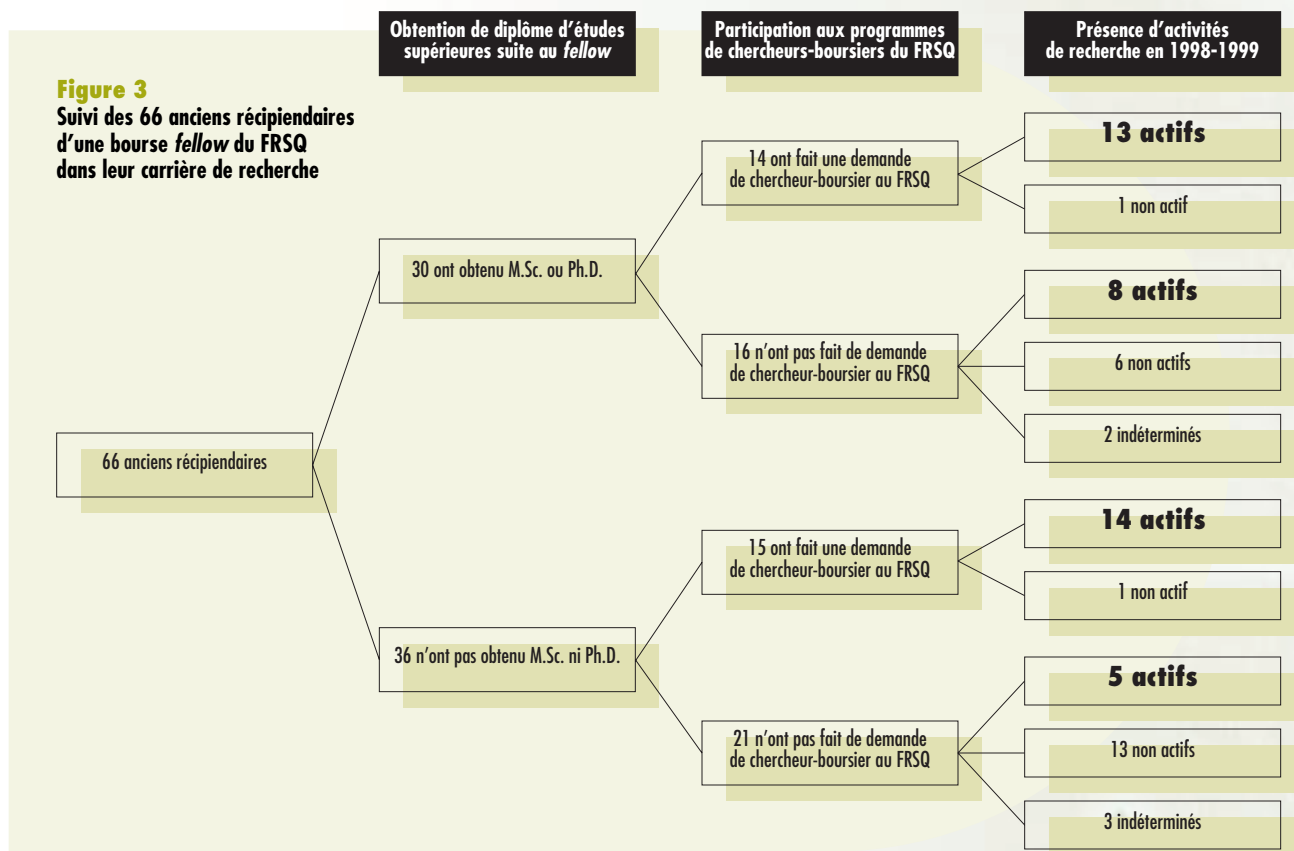 Obtention de diplôme d'études
supérieures suite au fellow
Participation aux programmes
de chercheurs-boursiers du FRSQ
Présence d'activités
de recherche en 1998-1999
Figure 3
Suivi des 66 anciens récipiendaires
d'une bourse fellow du FRSQ
dans leur carrière de recherche
66 anciens récipiendaires
30 ont obtenu M.Sc. ou Ph.D.
14 ont fait une demande
de chercheur-boursier au FRSQ
13 actifs
1 non actif
16 n'ont pas fait de demande
de chercheur-boursier au FRSQ
8 actifs
6 non actifs
2 indéterminés
36 n'ont pas obtenu M.Sc. ni Ph.D.
15 ont fait une demande
de chercheur-boursier au FRSQ
14 actifs
1 non actif
21 n'ont pas fait de demande
de chercheur-boursier au FRSQ
5 actifs
13 non actifs
3 indéterminés